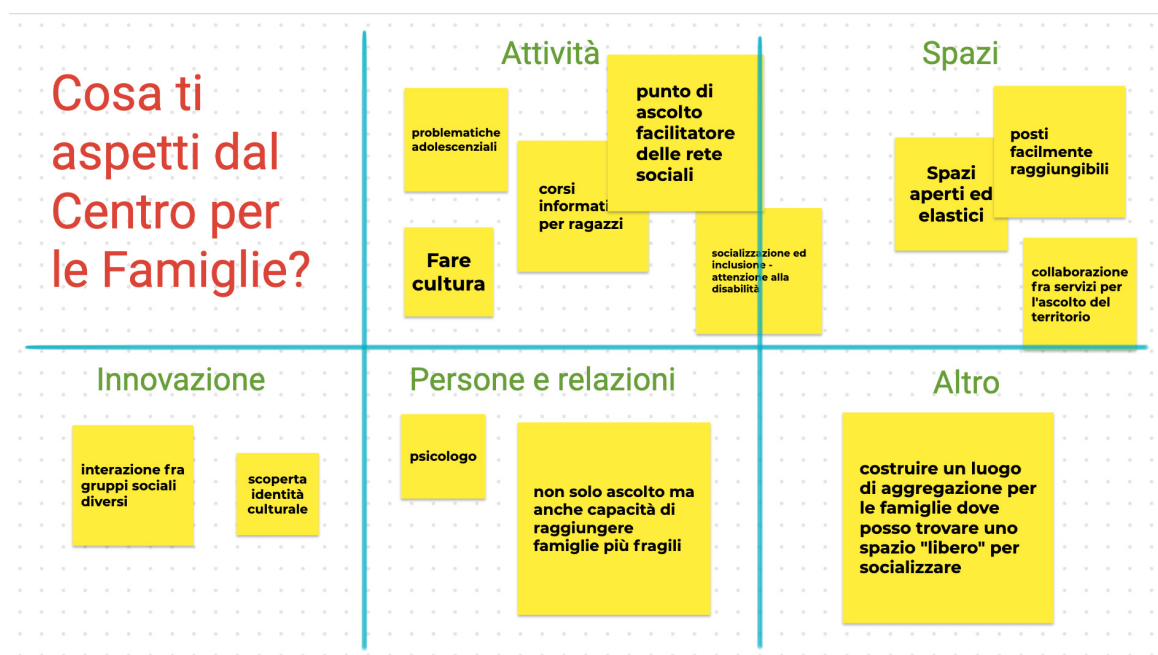 Cosa ti
aspetti dal
Centro per
le Famiglie?
Attività
problematiche
adolescenziali
corsi
informati
per ragazzi
punto di
ascolto
facilitatore
delle rete
sociali
Fare
cultura
socializzazione ed
inclusione -
attenzione alla
disabilità
Spazi
Spazi
aperti ed
elastici
posti
facilmente
raggiungibili
collaborazione
fra servizi per
l'ascolto del
territorio
Innovazione
interazione fra
gruppi sociali
diversi
scoperta
identità
culturale
Persone e relazioni
psicologo
non solo ascolto ma
anche capacità di
raggiungere
famiglie più fragili
Altro
costruire un luogo
di aggregazione per
le famiglie dove
posso trovare uno
spazio "libero" per
socializzare